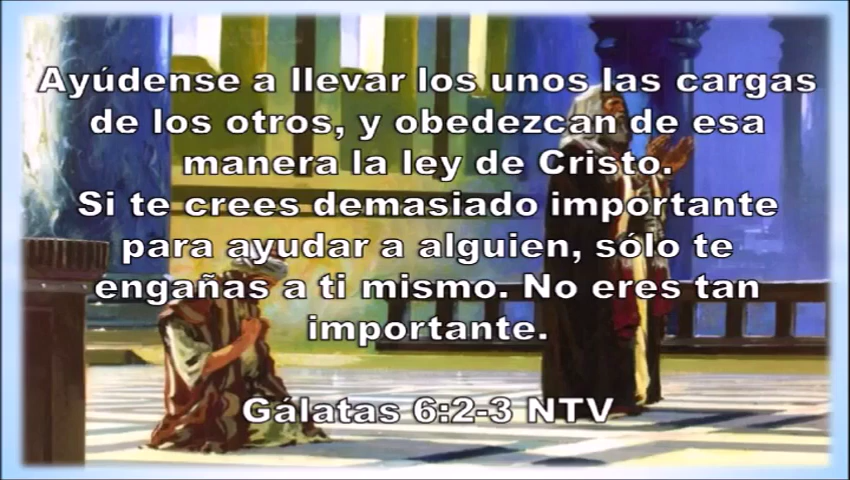 Ayúdense a llevar los unos las cargas
de los otros, y obedezcan de esa
manera la ley de Cristo.
Si te crees demasiado importante
para ayudar a alguien, sólo te
engañas a ti mismo. No eres tan
importante.
Gálatas 6:2-3 NTV